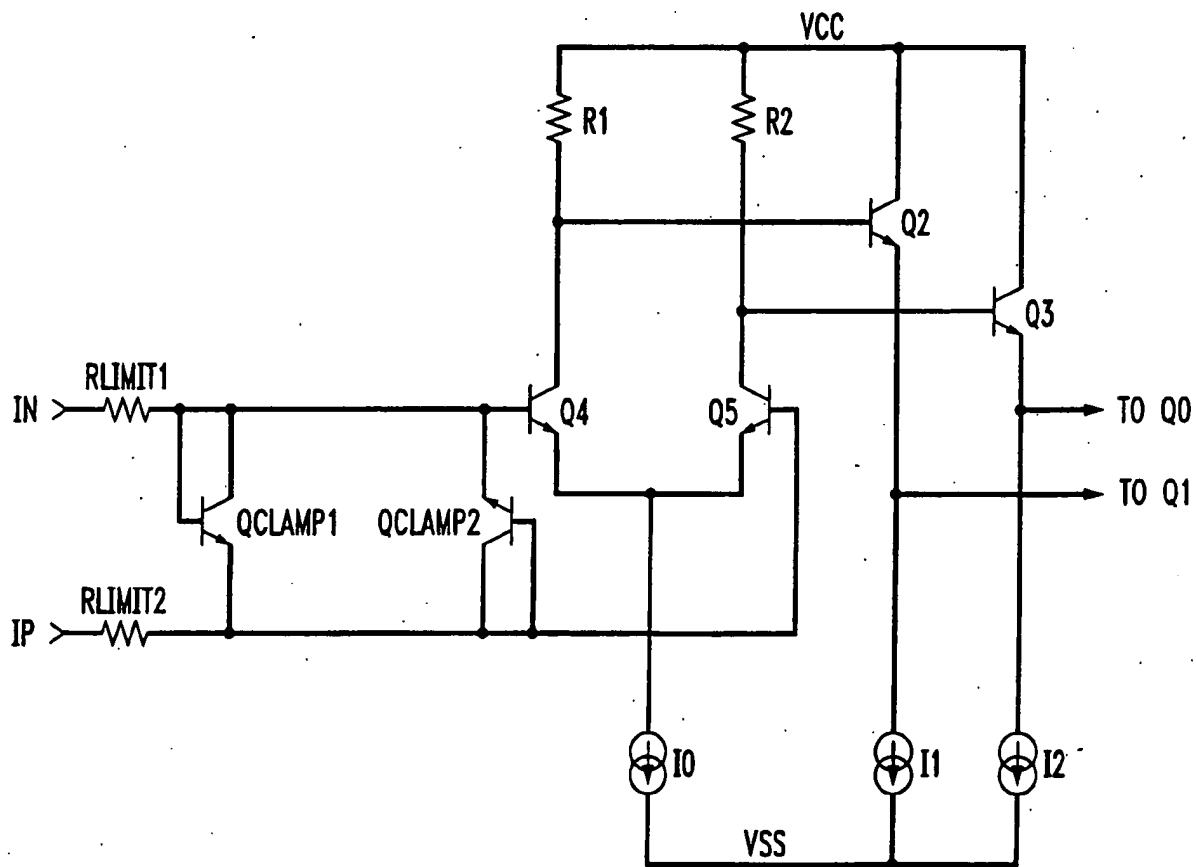 VCC
R1
R2
Q2
Q3
RLIMIT1
IN
Q4
Q5
TO Q0
QCLAMP1
QCLAMP2
TO Q1
RLIMIT2
IP
I0
I1
I2
VSS